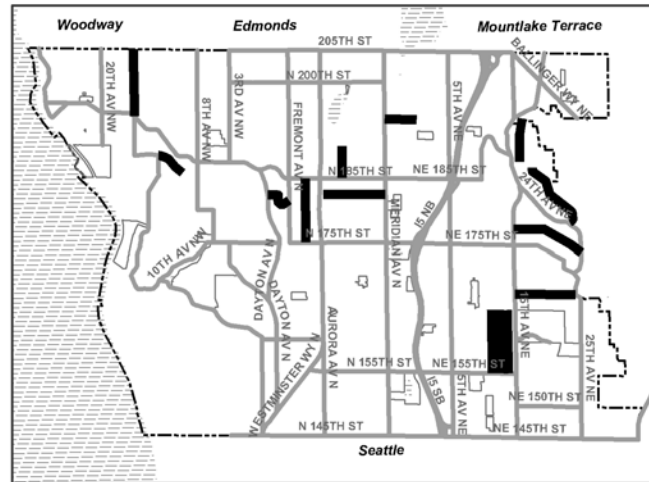 Woodway
Edmonds
Mountlake Terrace
205TH ST
BALLINGER WY NE
20TH AV NW
8TH AV NW
3RD AV NW
N 200TH ST
FREMONT AV N
5TH AV NE
N 185TH ST
NE 185TH ST
24TH AV NE
MERIDIAN AV N
I5 NB
10TH AV NW
N 175TH ST
NE 175TH ST
DAYTON AV N
DAYTON AV N
AURORA AV N
15TH AV NE
25TH AV NE
WESTMINSTER WY N
N 155TH ST
NE 155TH ST
I5 SB
5TH AV NE
NE 150TH ST
N 145TH ST
NE 145TH ST
Seattle